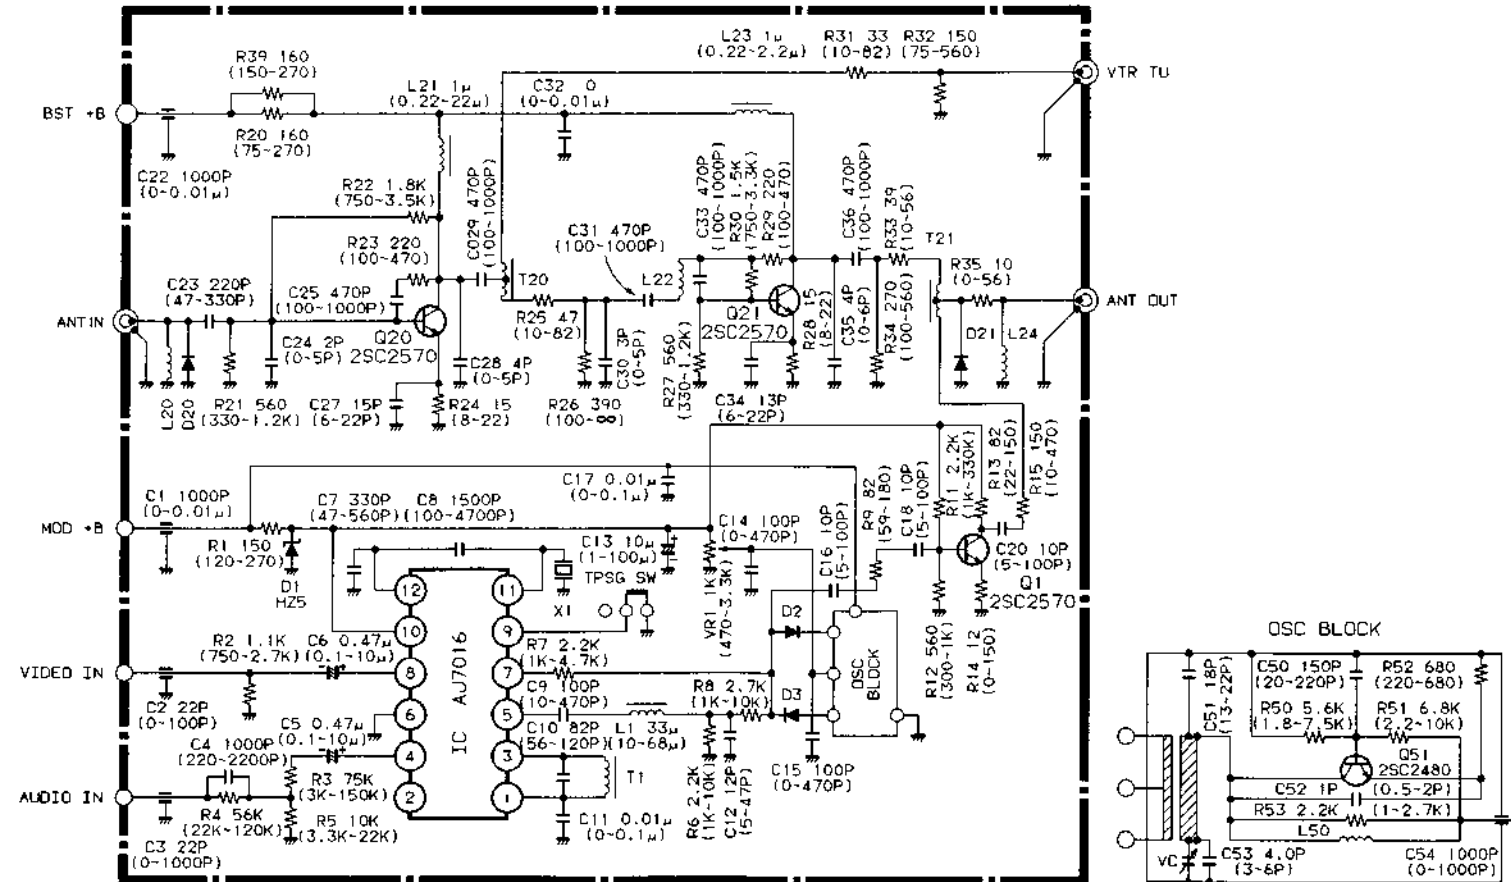 L23 1μ
(0.22~2.2μ)
R31 33
(10~82)
R32 150
(75~560)
R39 160
(150~270)
VTR TU
L21 1μ
(0.22~22μ)
C32 0
(0~0.01μ)
BST +B
R20 160
(75~270)
C22 1000P
(0~0.01μ)
R22 1.8K
(750~3.5K)
C029 470P
(100~1000P)
C31 470P
(100~1000P)
C33 470P
(100~1000P)
R30 1.5K
(750~3.3K)
R29 220
(100~470)
C36 470P
(100~1000P)
R33 39
(10~56)
T21
R23 220
(100~470)
T20
L22
R35 10
(0~56)
C23 220P
(47~330P)
C25 470P
(100~1000P)
ANT IN
Q20
2SC2570
R25 47
(10~82)
Q21
2SC2570
R28 15
(8~22)
C35 4P
(0~6P)
R34 270
(100~560)
ANT OUT
D21
L24
C24 2P
(0~5P)
C28 4P
(0~5P)
C30 3P
(0~5P)
R27 560
(330~1.2K)
L20
D20
R21 560
(330~1.2K)
C27 15P
(6~22P)
R24 15
(8~22)
R26 390
(100~∞)
C34 13P
(6~22P)
C17 0.01μ
(0~0.1μ)
R11 2.2K
(1K~330K)
R13 82
(22~150)
R15 150
(10~470)
C1 1000P
(0~0.01μ)
C7 330P
(47~560P)
C8 1500P
(100~4700P)
MOD +B
R1 150
(120~270)
C13 10μ
(1~100μ)
C14 100P
(0~470P)
C16 10P
(5~100P)
R9 82
(59~180)
C18 10P
(5~100P)
C20 10P
(5~100P)
Q1
2SC2570
D1
HZ5
TPSG SW
X1
VR1 1K
(470~3.3K)
D2
12
11
10
9
8
7
6
5
4
3
2
1
IC AU7016
R2 1.1K
(750~2.7K)
C6 0.47μ
(0.1~10μ)
R7 2.2K
(1K~4.7K)
OSC
BLOCK
R12 560
(300~1K)
R14 12
(0~150)
VIDEO IN
C9 100P
(10~470P)
R8 2.7K
(1K~10K)
D3
C2 22P
(0~100P)
C5 0.47μ
(0.1~10μ)
C10 82P
(56~120P)
L1 33μ
(10~68μ)
C4 1000P
(220~2200P)
C15 100P
(0~470P)
R3 75K
(3K~150K)
T1
AUDIO IN
R4 56K
(22K~120K)
R5 10K
(3.3K~22K)
C11 0.01μ
(0~0.1μ)
R6 2.2K
(1K~10K)
C12 12P
(5~47P)
C3 22P
(0~1000P)
OSC BLOCK
C51 18P
(13~22P)
C50 150P
(20~220P)
R52 680
(220~680)
R50 5.6K
(1.8~7.5K)
R51 6.8K
(2.2~10K)
Q51
2SC2480
C52 1P
(0.5~2P)
R53 2.2K
(1~2.7K)
L50
VC
C53 4.0P
(3~6P)
C54 1000P
(0~1000P)